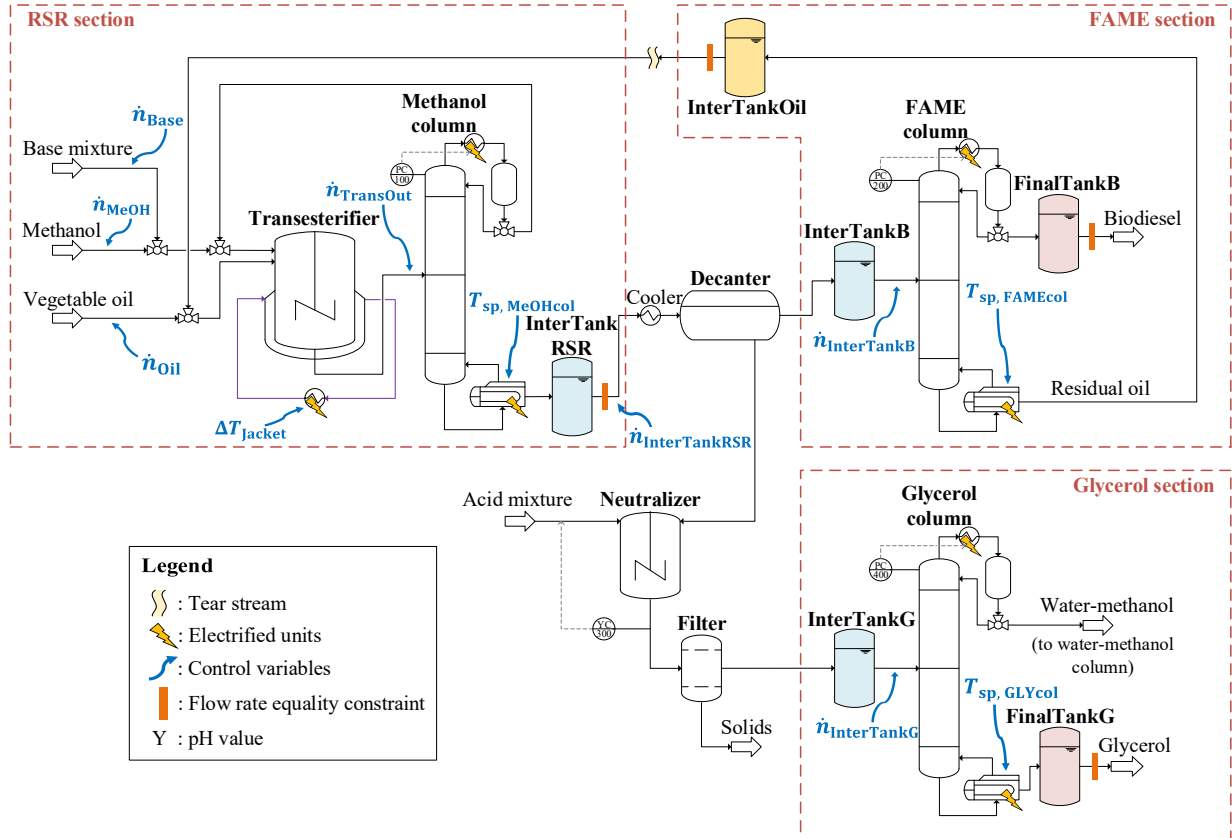 RSR section
FAME section
InterTankOil
ṅBase
Base mixture
ṅMeOH
Methanol
Vegetable oil
ṅOil
Transesterifier
ΔTJacket
ṅTransOut
Methanol
column
PC
100
Tsp, MeOHcol
InterTank
RSR
ṅInterTankRSR
Cooler
Decanter
InterTankB
ṅInterTankB
FAME
column
PC
200
FinalTankB
Biodiesel
Tsp, FAMEcol
Residual oil
Acid mixture
Neutralizer
YC
300
Filter
Solids
Glycerol section
Glycerol
column
PC
400
Water-methanol
(to water-methanol
column)
InterTankG
ṅInterTankG
Tsp, GLYcol
FinalTankG
Glycerol
Legend
: Tear stream
: Electrified units
: Control variables
: Flow rate equality constraint
Y : pH value